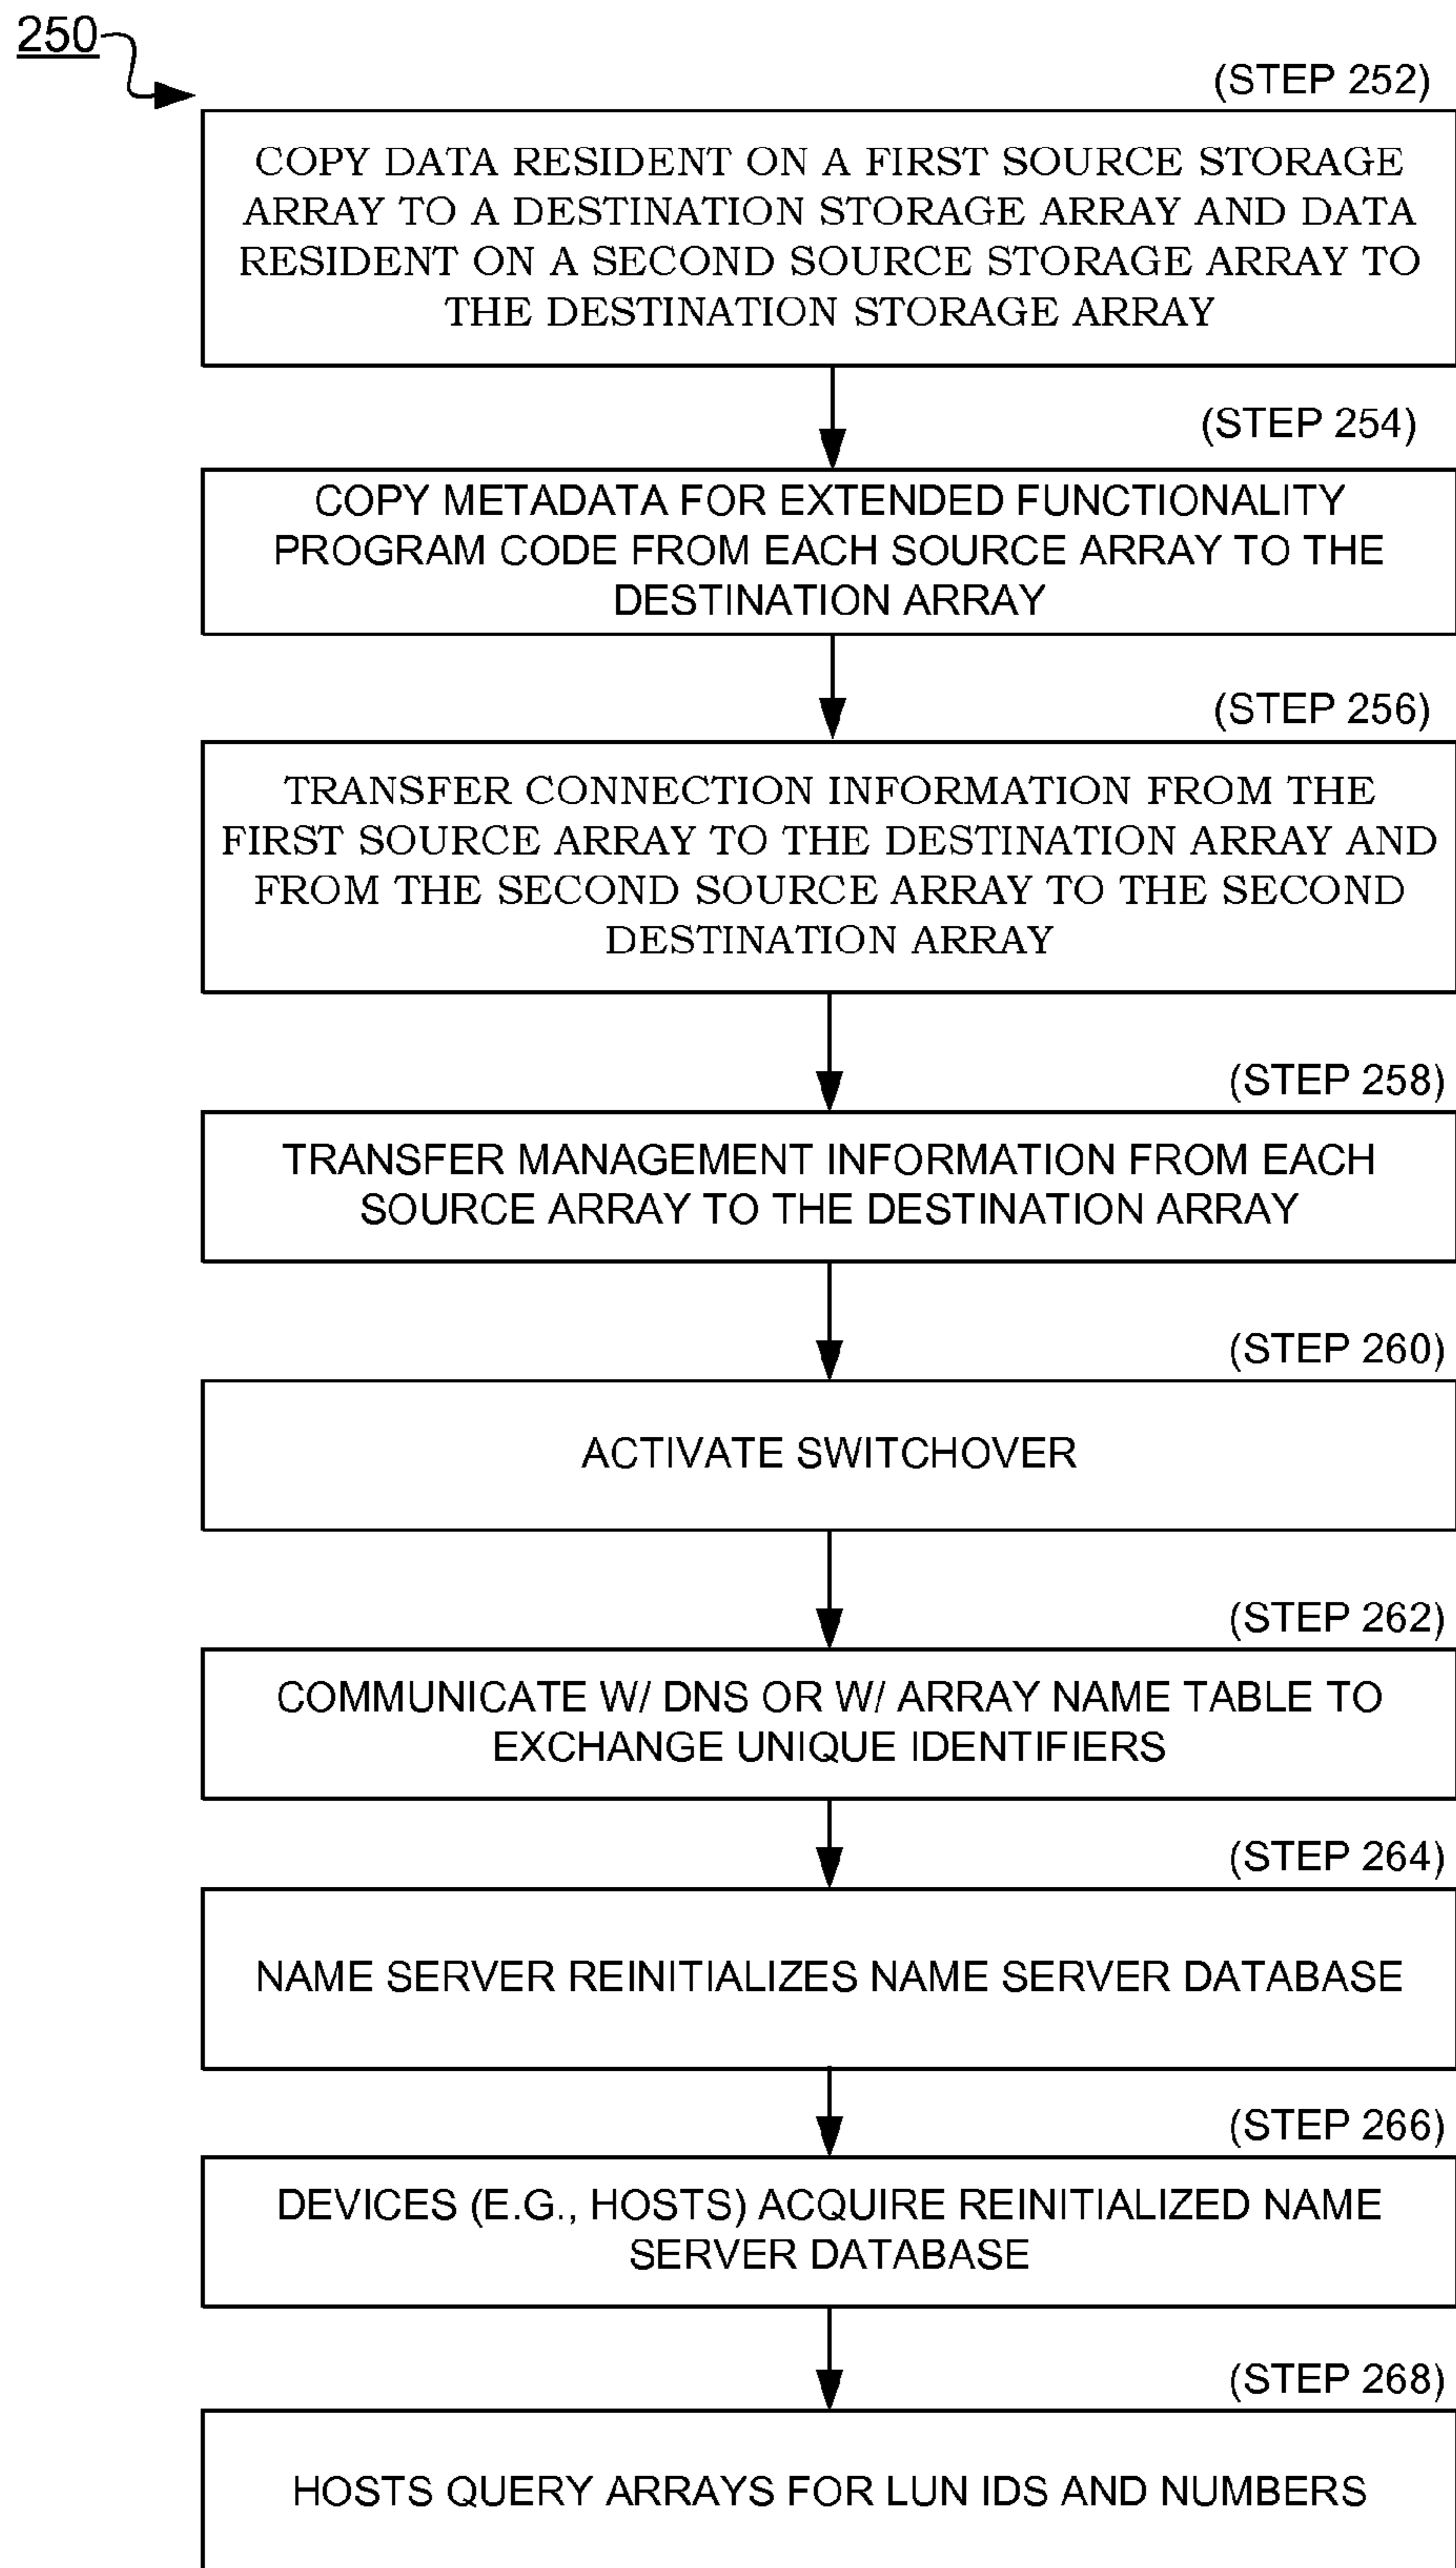 250
(STEP 252)
COPY DATA RESIDENT ON A FIRST SOURCE STORAGE
ARRAY TO A DESTINATION STORAGE ARRAY AND DATA
RESIDENT ON A SECOND SOURCE STORAGE ARRAY TO
THE DESTINATION STORAGE ARRAY
(STEP 254)
COPY METADATA FOR EXTENDED FUNCTIONALITY
PROGRAM CODE FROM EACH SOURCE ARRAY TO THE
DESTINATION ARRAY
(STEP 256)
TRANSFER CONNECTION INFORMATION FROM THE
FIRST SOURCE ARRAY TO THE DESTINATION ARRAY AND
FROM THE SECOND SOURCE ARRAY TO THE SECOND
DESTINATION ARRAY
(STEP 258)
TRANSFER MANAGEMENT INFORMATION FROM EACH
SOURCE ARRAY TO THE DESTINATION ARRAY
(STEP 260)
ACTIVATE SWITCHOVER
(STEP 262)
COMMUNICATE W/ DNS OR W/ ARRAY NAME TABLE TO
EXCHANGE UNIQUE IDENTIFIERS
(STEP 264)
NAME SERVER REINITIALIZES NAME SERVER DATABASE
(STEP 266)
DEVICES (E.G., HOSTS) ACQUIRE REINITIALIZED NAME
SERVER DATABASE
(STEP 268)
HOSTS QUERY ARRAYS FOR LUN IDS AND NUMBERS